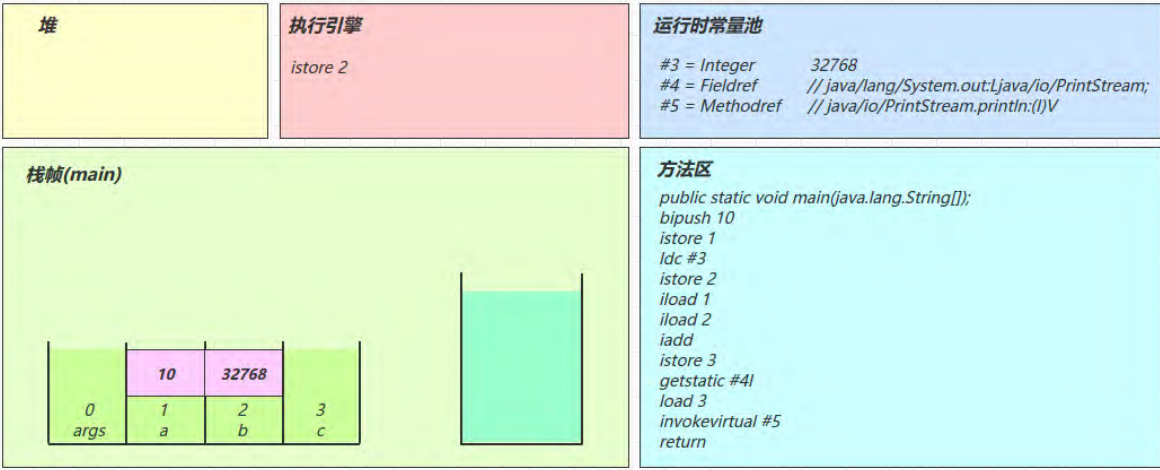 堆
执行引擎
istore 2
运行时常量池
#3 = Integer 32768
#4 = Fieldref // java/lang/System.out:Ljava/io/PrintStream;
#5 = Methodref // java/io/PrintStream.println:(I)V
栈帧(main)
10 32768
0 1 2 3
args a b c
方法区
public static void main(java.lang.String[]);
bipush 10
istore 1
ldc #3
istore 2
iload 1
iload 2
iadd
istore 3
getstatic #4I
load 3
invokevirtual #5
return